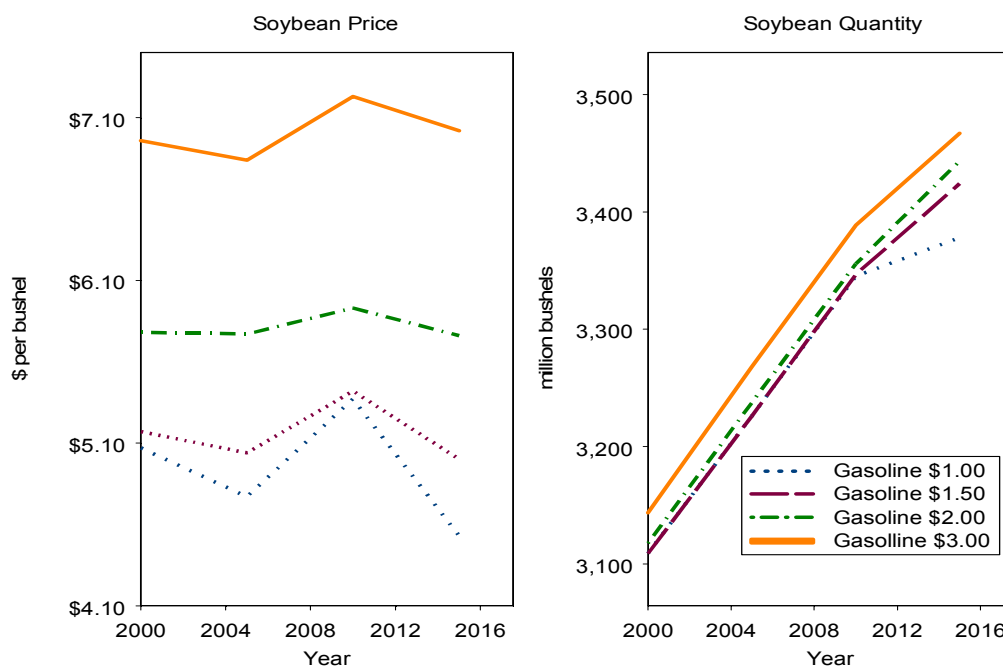 Soybean Price
$7.10
$6.10
$5.10
$4.10
$ per bushel
2000 2004 2008 2012 2016
Year
Soybean Quantity
3,500
3,400
3,300
3,200
3,100
million bushels
2000 2004 2008 2012 2016
Year
Gasoline $1.00
Gasoline $1.50
Gasoline $2.00
Gasolline $3.00